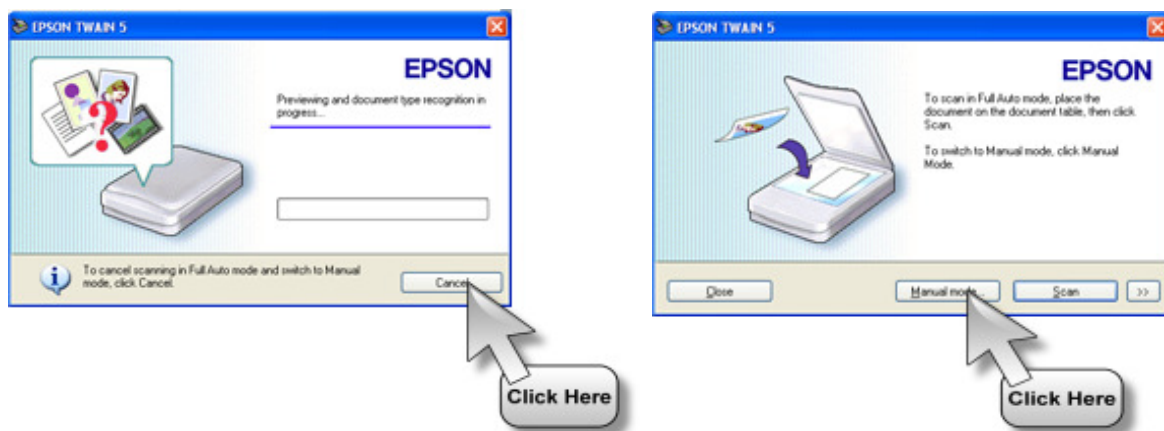 EPSON TWAIN 5
EPSON
Previewing and document type recognition in
progress...
To cancel scanning in Full Auto mode and switch to Manual
mode, click Cancel.
Cancel
Click Here
EPSON TWAIN 5
EPSON
To scan in Full Auto mode, place the
document on the document table, then click
Scan.
To switch to Manual mode, click Manual
Mode.
Close
Manual mode...
Scan
>>
Click Here